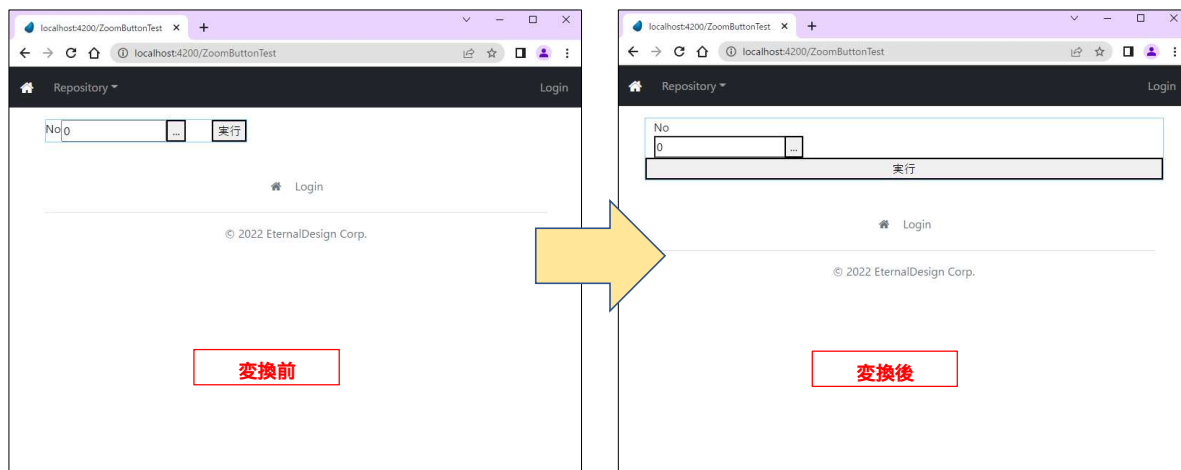 localhost:4200/ZoomButtonTest
localhost:4200/ZoomButtonTest
Repository
Login
No 0 ... 実行
Login
© 2022 EternalDesign Corp.
変換前
localhost:4200/ZoomButtonTest
localhost:4200/ZoomButtonTest
Repository
Login
No
0 ...
実行
Login
© 2022 EternalDesign Corp.
変換後